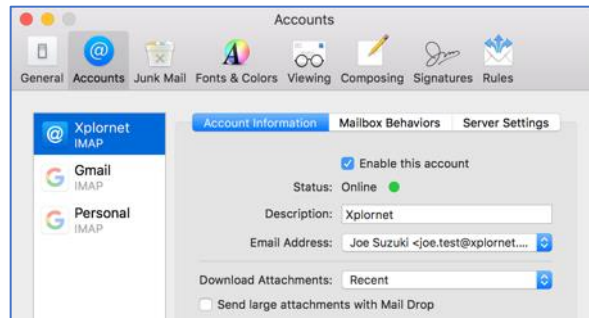 Accounts
General Accounts Junk Mail Fonts & Colors Viewing Composing Signatures Rules
Xplornet
IMAP
Gmail
IMAP
Personal
IMAP
Account Information Mailbox Behaviors Server Settings
Enable this account
Status: Online
Description: Xplornet
Email Address: Joe Suzuki <joe.test@xplornet....
Download Attachments: Recent
Send large attachments with Mail Drop